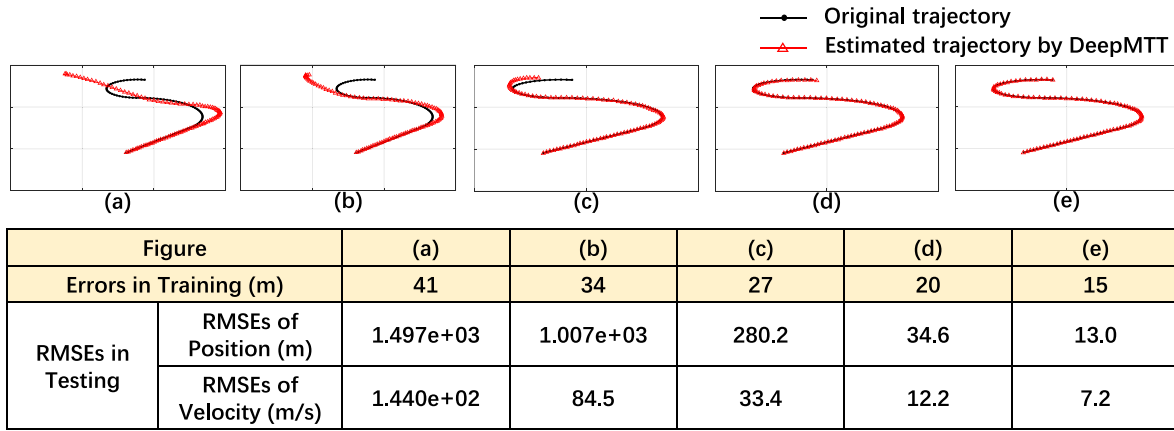 Original trajectory
Estimated trajectory by DeepMTT
(a) (b) (c) (d) (e)
Figure (a) (b) (c) (d) (e)
Errors in Training (m) 41 34 27 20 15
RMSEs in Testing
RMSEs of Position (m) 1.497e+03 1.007e+03 280.2 34.6 13.0
RMSEs of Velocity (m/s) 1.440e+02 84.5 33.4 12.2 7.2